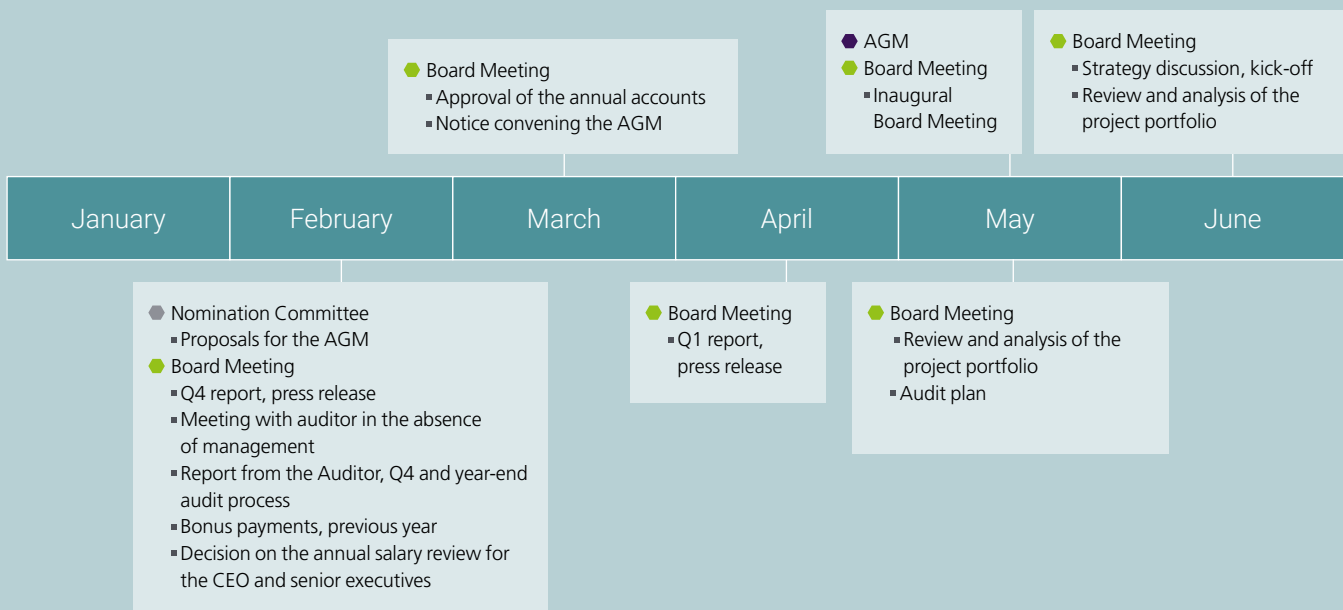 Board Meeting
Approval of the annual accounts
Notice convening the AGM
AGM
Board Meeting
Inaugural
Board Meeting
Board Meeting
Strategy discussion, kick-off
Review and analysis of the
project portfolio
January
February
March
April
May
June
Nomination Committee
Proposals for the AGM
Board Meeting
Q4 report, press release
Meeting with auditor in the absence
of management
Report from the Auditor, Q4 and year-end
audit process
Bonus payments, previous year
Decision on the annual salary review for
the CEO and senior executives
Board Meeting
Q1 report,
press release
Board Meeting
Review and analysis of the
project portfolio
Audit plan